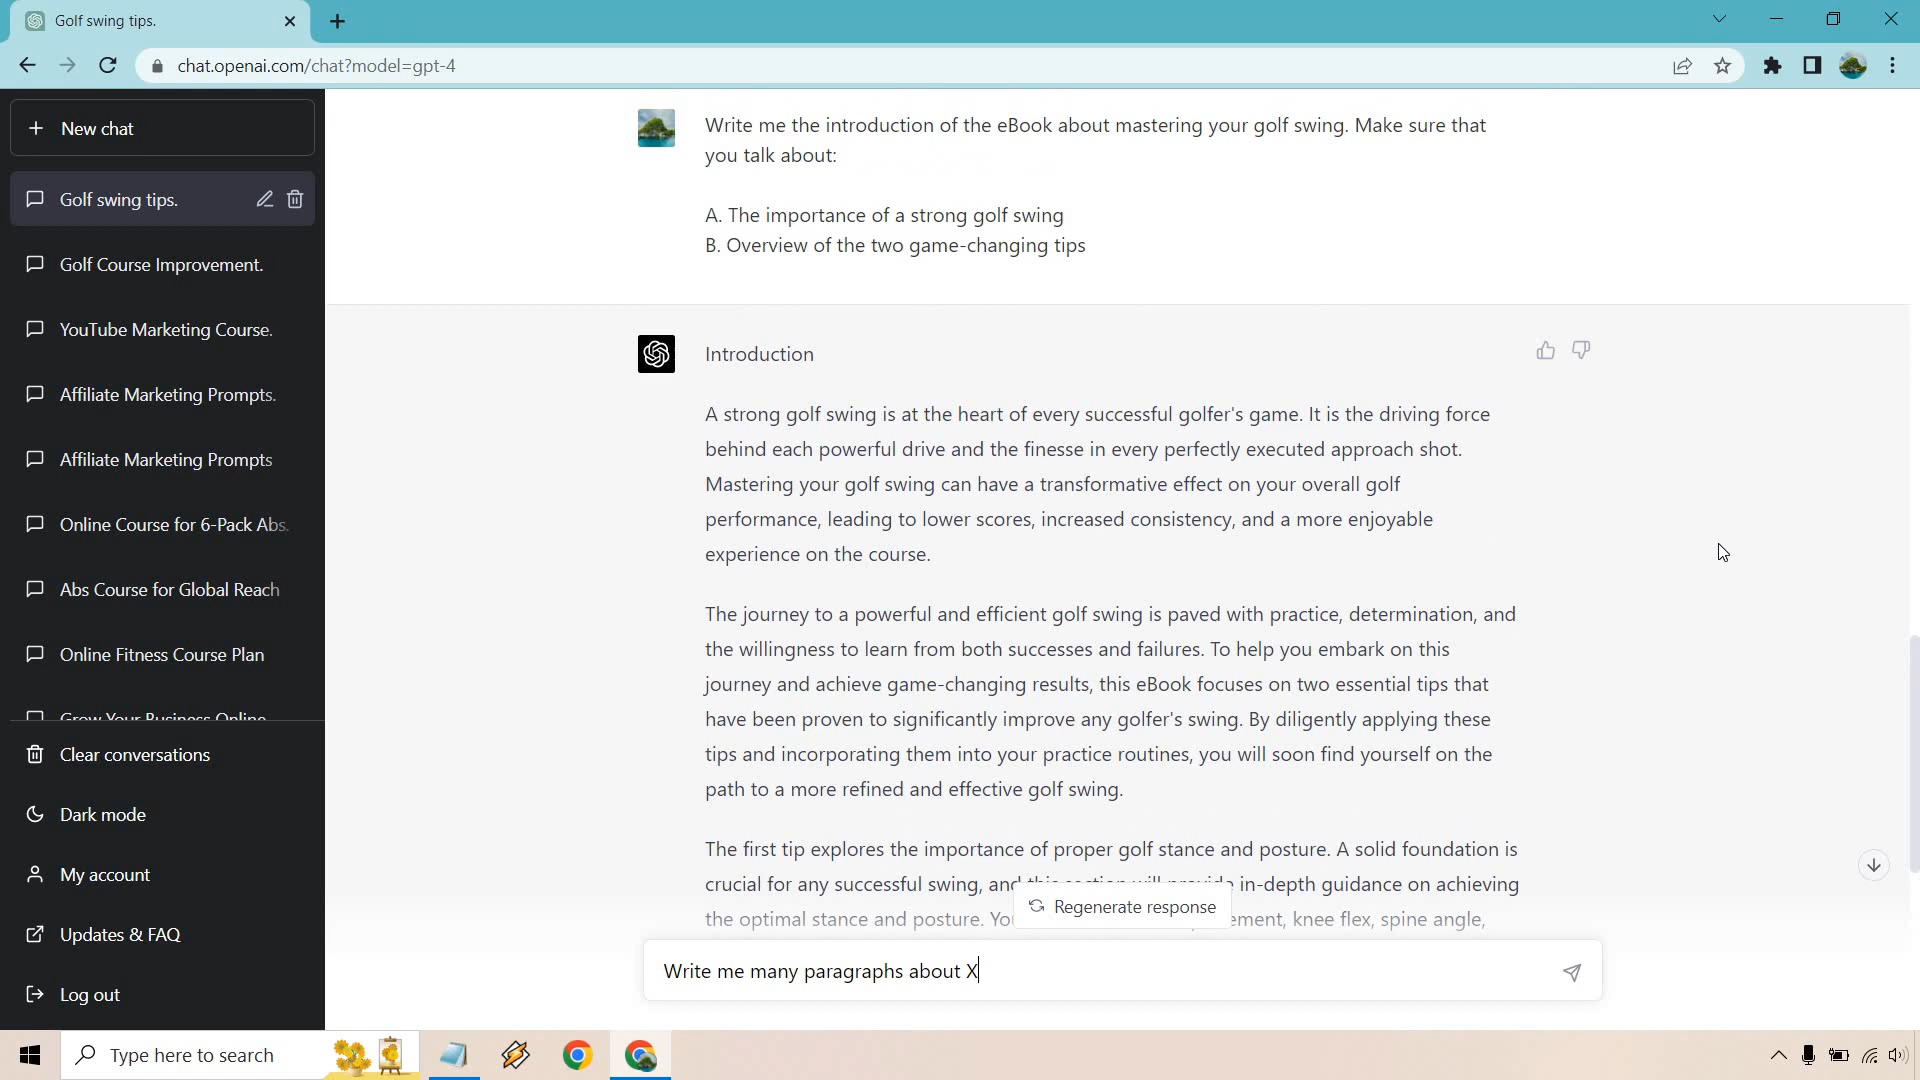 Golf swing tips.
chat.openai.com/chat?model=gpt-4
New chat
Golf swing tips.
Golf Course Improvement.
YouTube Marketing Course.
Affiliate Marketing Prompts.
Affiliate Marketing Prompts
Online Course for 6-Pack Abs.
Abs Course for Global Reach
Online Fitness Course Plan
Grow Your Business Online
Clear conversations
Dark mode
My account
Updates & FAQ
Log out
Write me the introduction of the eBook about mastering your golf swing. Make sure that
you talk about:
A. The importance of a strong golf swing
B. Overview of the two game-changing tips
Introduction
A strong golf swing is at the heart of every successful golfer's game. It is the driving force
behind each powerful drive and the finesse in every perfectly executed approach shot.
Mastering your golf swing can have a transformative effect on your overall golf
performance, leading to lower scores, increased consistency, and a more enjoyable
experience on the course.
The journey to a powerful and efficient golf swing is paved with practice, determination, and
the willingness to learn from both successes and failures. To help you embark on this
journey and achieve game-changing results, this eBook focuses on two essential tips that
have been proven to significantly improve any golfer's swing. By diligently applying these
tips and incorporating them into your practice routines, you will soon find yourself on the
path to a more refined and effective golf swing.
The first tip explores the importance of proper golf stance and posture. A solid foundation is
crucial for any successful swing, and this section will provide in-depth guidance on achieving
the optimal stance and posture. knee flex, spine angle,
Regenerate response
Write me many paragraphs about X
Type here to search